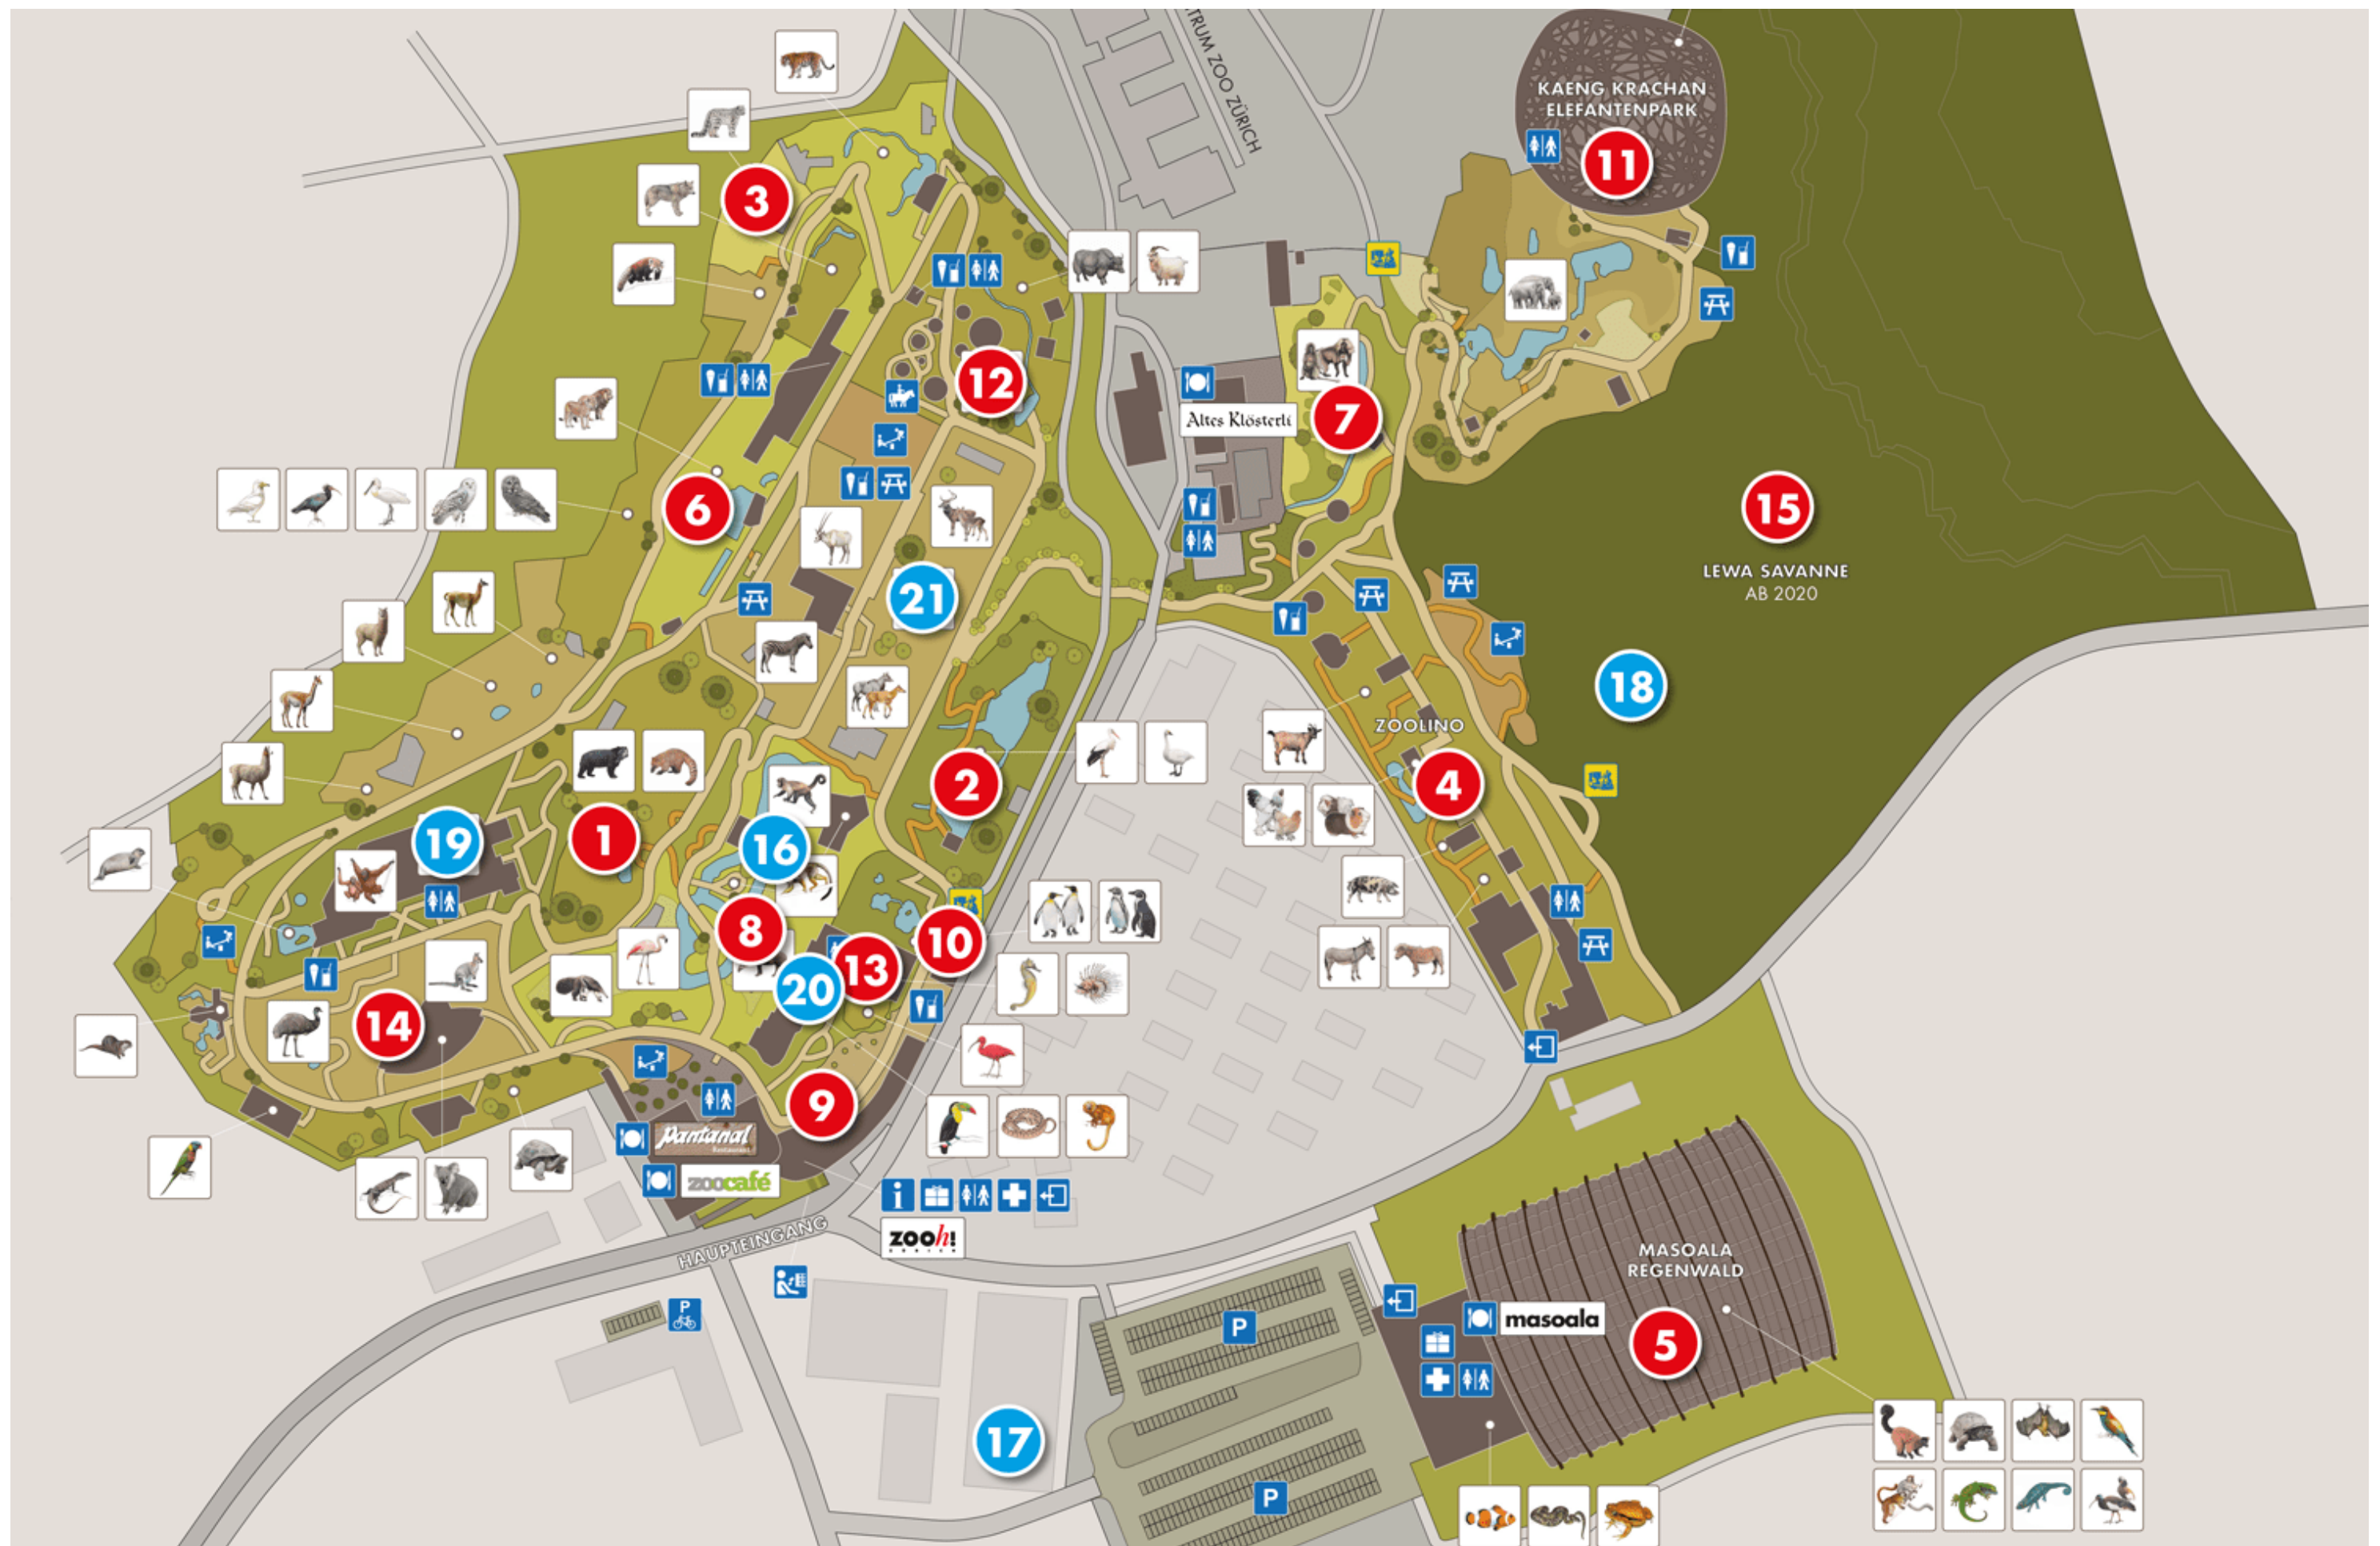 TRUM ZOO ZÜRICH
KAENG KRACHAN
ELEFANTENPARK
11
3
12
Altes Klösterli
7
6
15
LEWA SAVANNE
AB 2020
21
18
ZOOLINO
2
4
19
1
16
8
10
13
20
14
9
Pantanal
Restaurant
zoocafé
i
zooh!
ZÜRICH
HAUPTEINGANG
P
P
MASOALA
REGENWALD
masoala
5
17
P